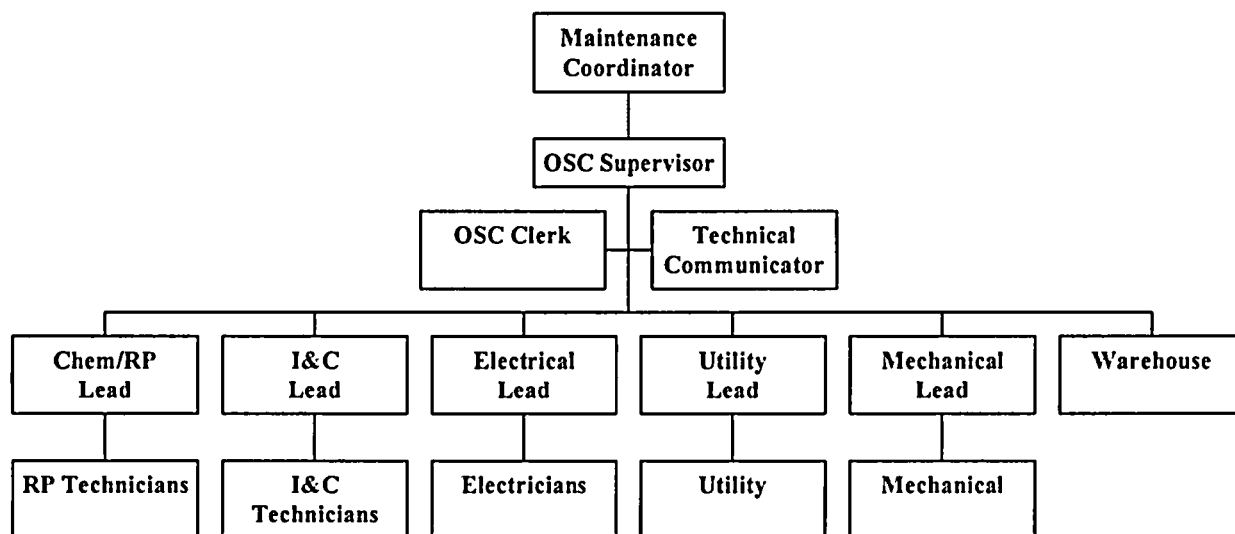 Maintenance
Coordinator
OSC Supervisor
OSC Clerk
Technical
Communicator
Chem/RP
Lead
I&C
Lead
Electrical
Lead
Utility
Lead
Mechanical
Lead
Warehouse
RP Technicians
I&C
Technicians
Electricians
Utility
Mechanical